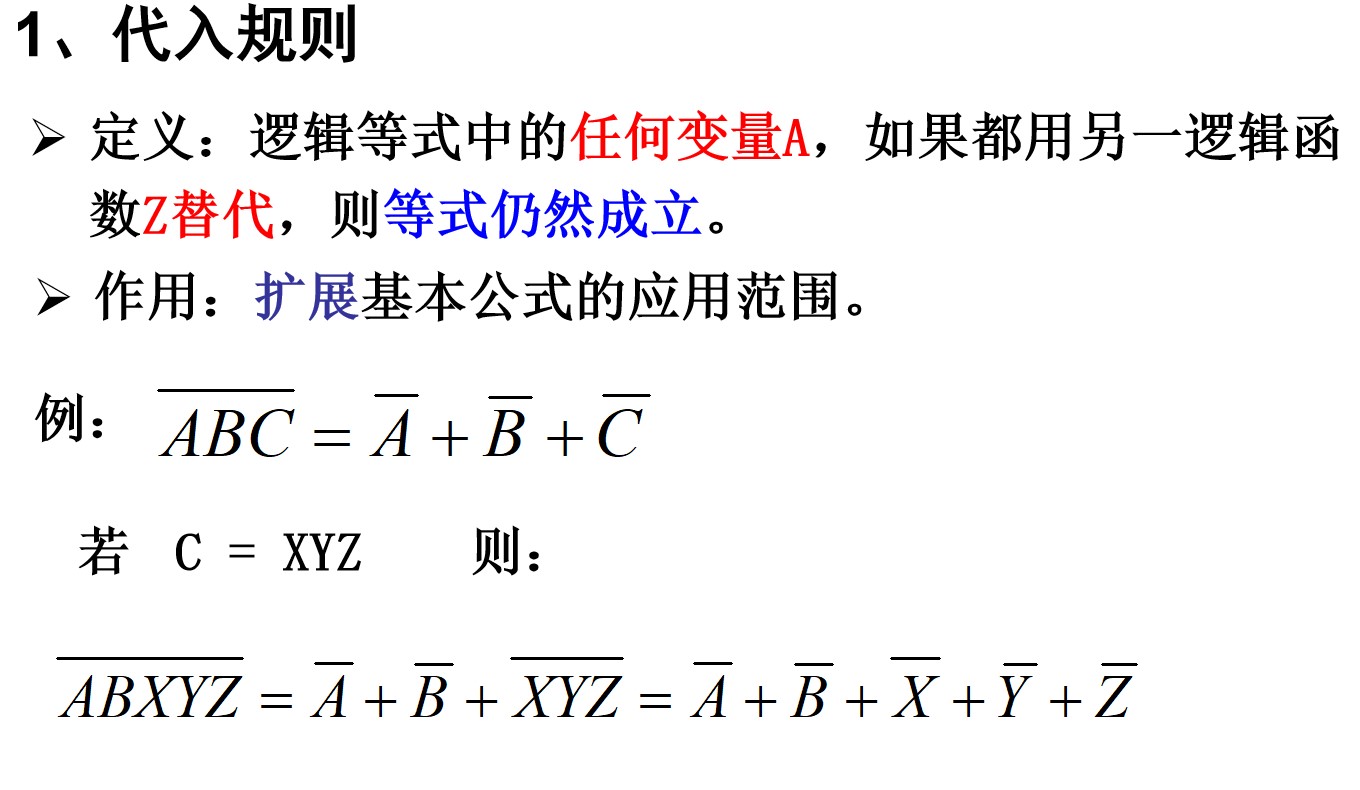 1、代入规则
➢ 定义：逻辑等式中的任何变量A，如果都用另一逻辑函
数Z替代，则等式仍然成立。
➢ 作用：扩展基本公式的应用范围。
例： \overline{ABC} = \overline{A} + \overline{B} + \overline{C}
若 C = XYZ 则：
\overline{ABXYZ} = \overline{A} + \overline{B} + \overline{XYZ} = \overline{A} + \overline{B} + \overline{X} + \overline{Y} + \overline{Z}